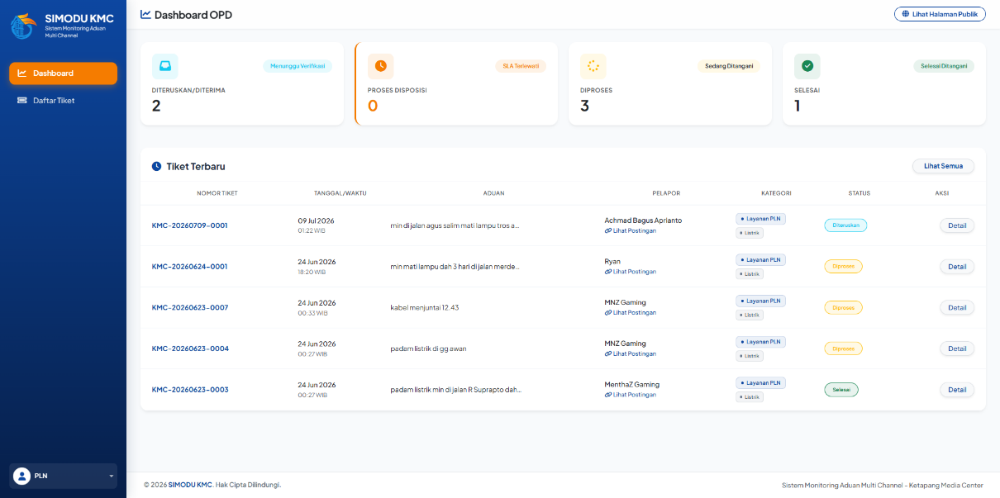 SIMODU KMC
Sistem Monitoring Aduan
Multi Channel
Dashboard
Daftar Tiket
PLN
Dashboard OPD
Lihat Halaman Publik
Menunggu Verifikasi
DITERUSKAN/DITERIMA
2
SLA Terlewati
PROSES DISPOSISI
0
Sedang Ditangani
DIPROSES
3
Selesai Ditangani
SELESAI
1
Tiket Terbaru
Lihat Semua
NOMOR TIKET TANGGAL/WAKTU ADUAN PELAPOR KATEGORI STATUS AKSI
KMC-20260709-0001 09 Jul 2026 01:22 WIB min di jalan agus salim mati lampu tros a... Achmad Bagus Aprianto Lihat Postingan Layanan PLN Listrik Diteruskan Detail
KMC-20260624-0001 24 Jun 2026 18:20 WIB min mati lampu dah 3 hari di jalan merde... Ryan Lihat Postingan Layanan PLN Listrik Diproses Detail
KMC-20260623-0007 24 Jun 2026 00:33 WIB kabel menjuntai 12.43 MNZ Gaming Lihat Postingan Layanan PLN Listrik Diproses Detail
KMC-20260623-0004 24 Jun 2026 00:27 WIB padam listrik di gg awan MNZ Gaming Lihat Postingan Layanan PLN Listrik Diproses Detail
KMC-20260623-0003 24 Jun 2026 00:27 WIB padam listrik min di jalan R Suprapto dah... MenthaZ Gaming Lihat Postingan Layanan PLN Listrik Selesai Detail
© 2026 SIMODU KMC. Hak Cipta Dilindungi.
Sistem Monitoring Aduan Multi Channel - Ketapang Media Center